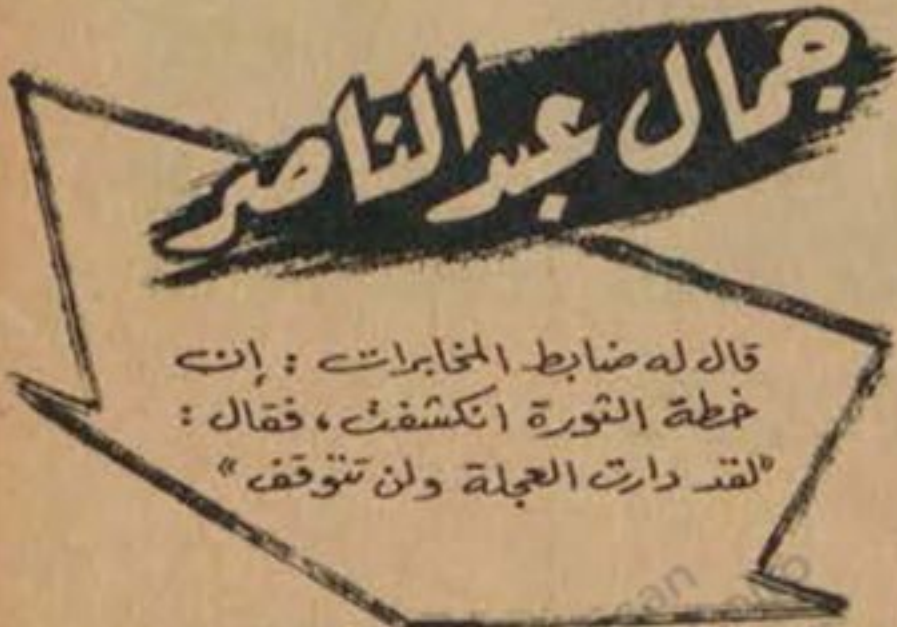 جمال عبد الناصر
قال له ضابط المخابرات : إن
خطة الثورة انكشفت ، فقال :
"لقد دارت العجلة ولن تتوقف"